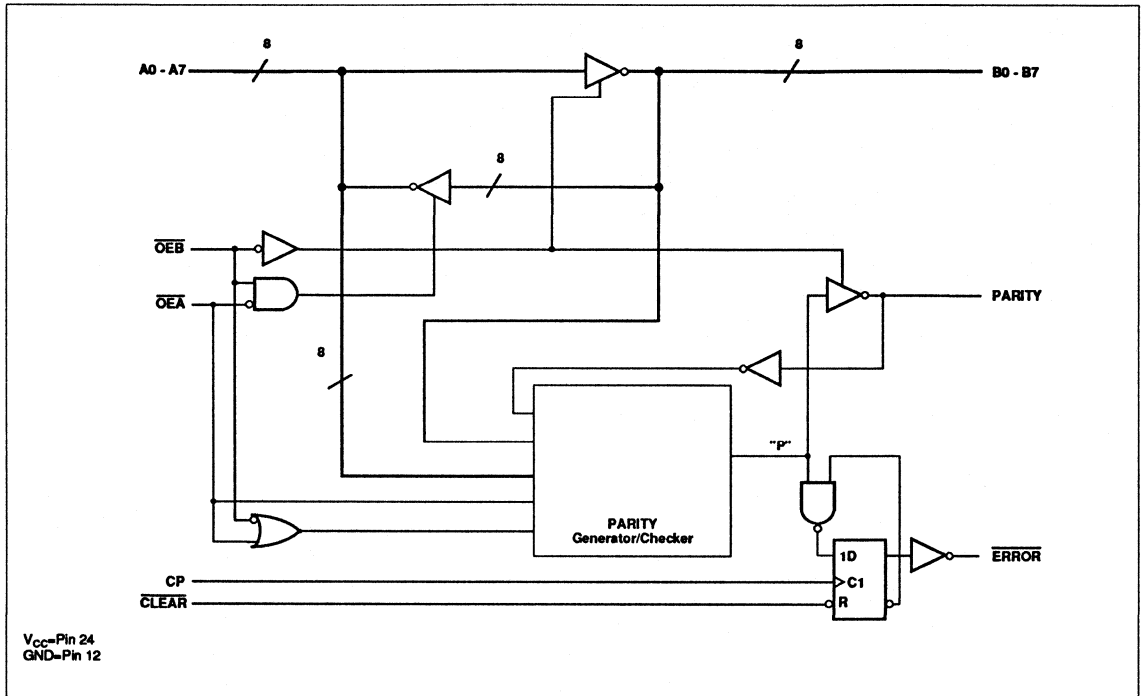 8
8
A0 - A7
B0 - B7
8
OEB
OEA
PARITY
8
"P"
PARITY
Generator/Checker
1D
ERROR
CP
C1
CLEAR
R
VCC=Pin 24
GND=Pin 12